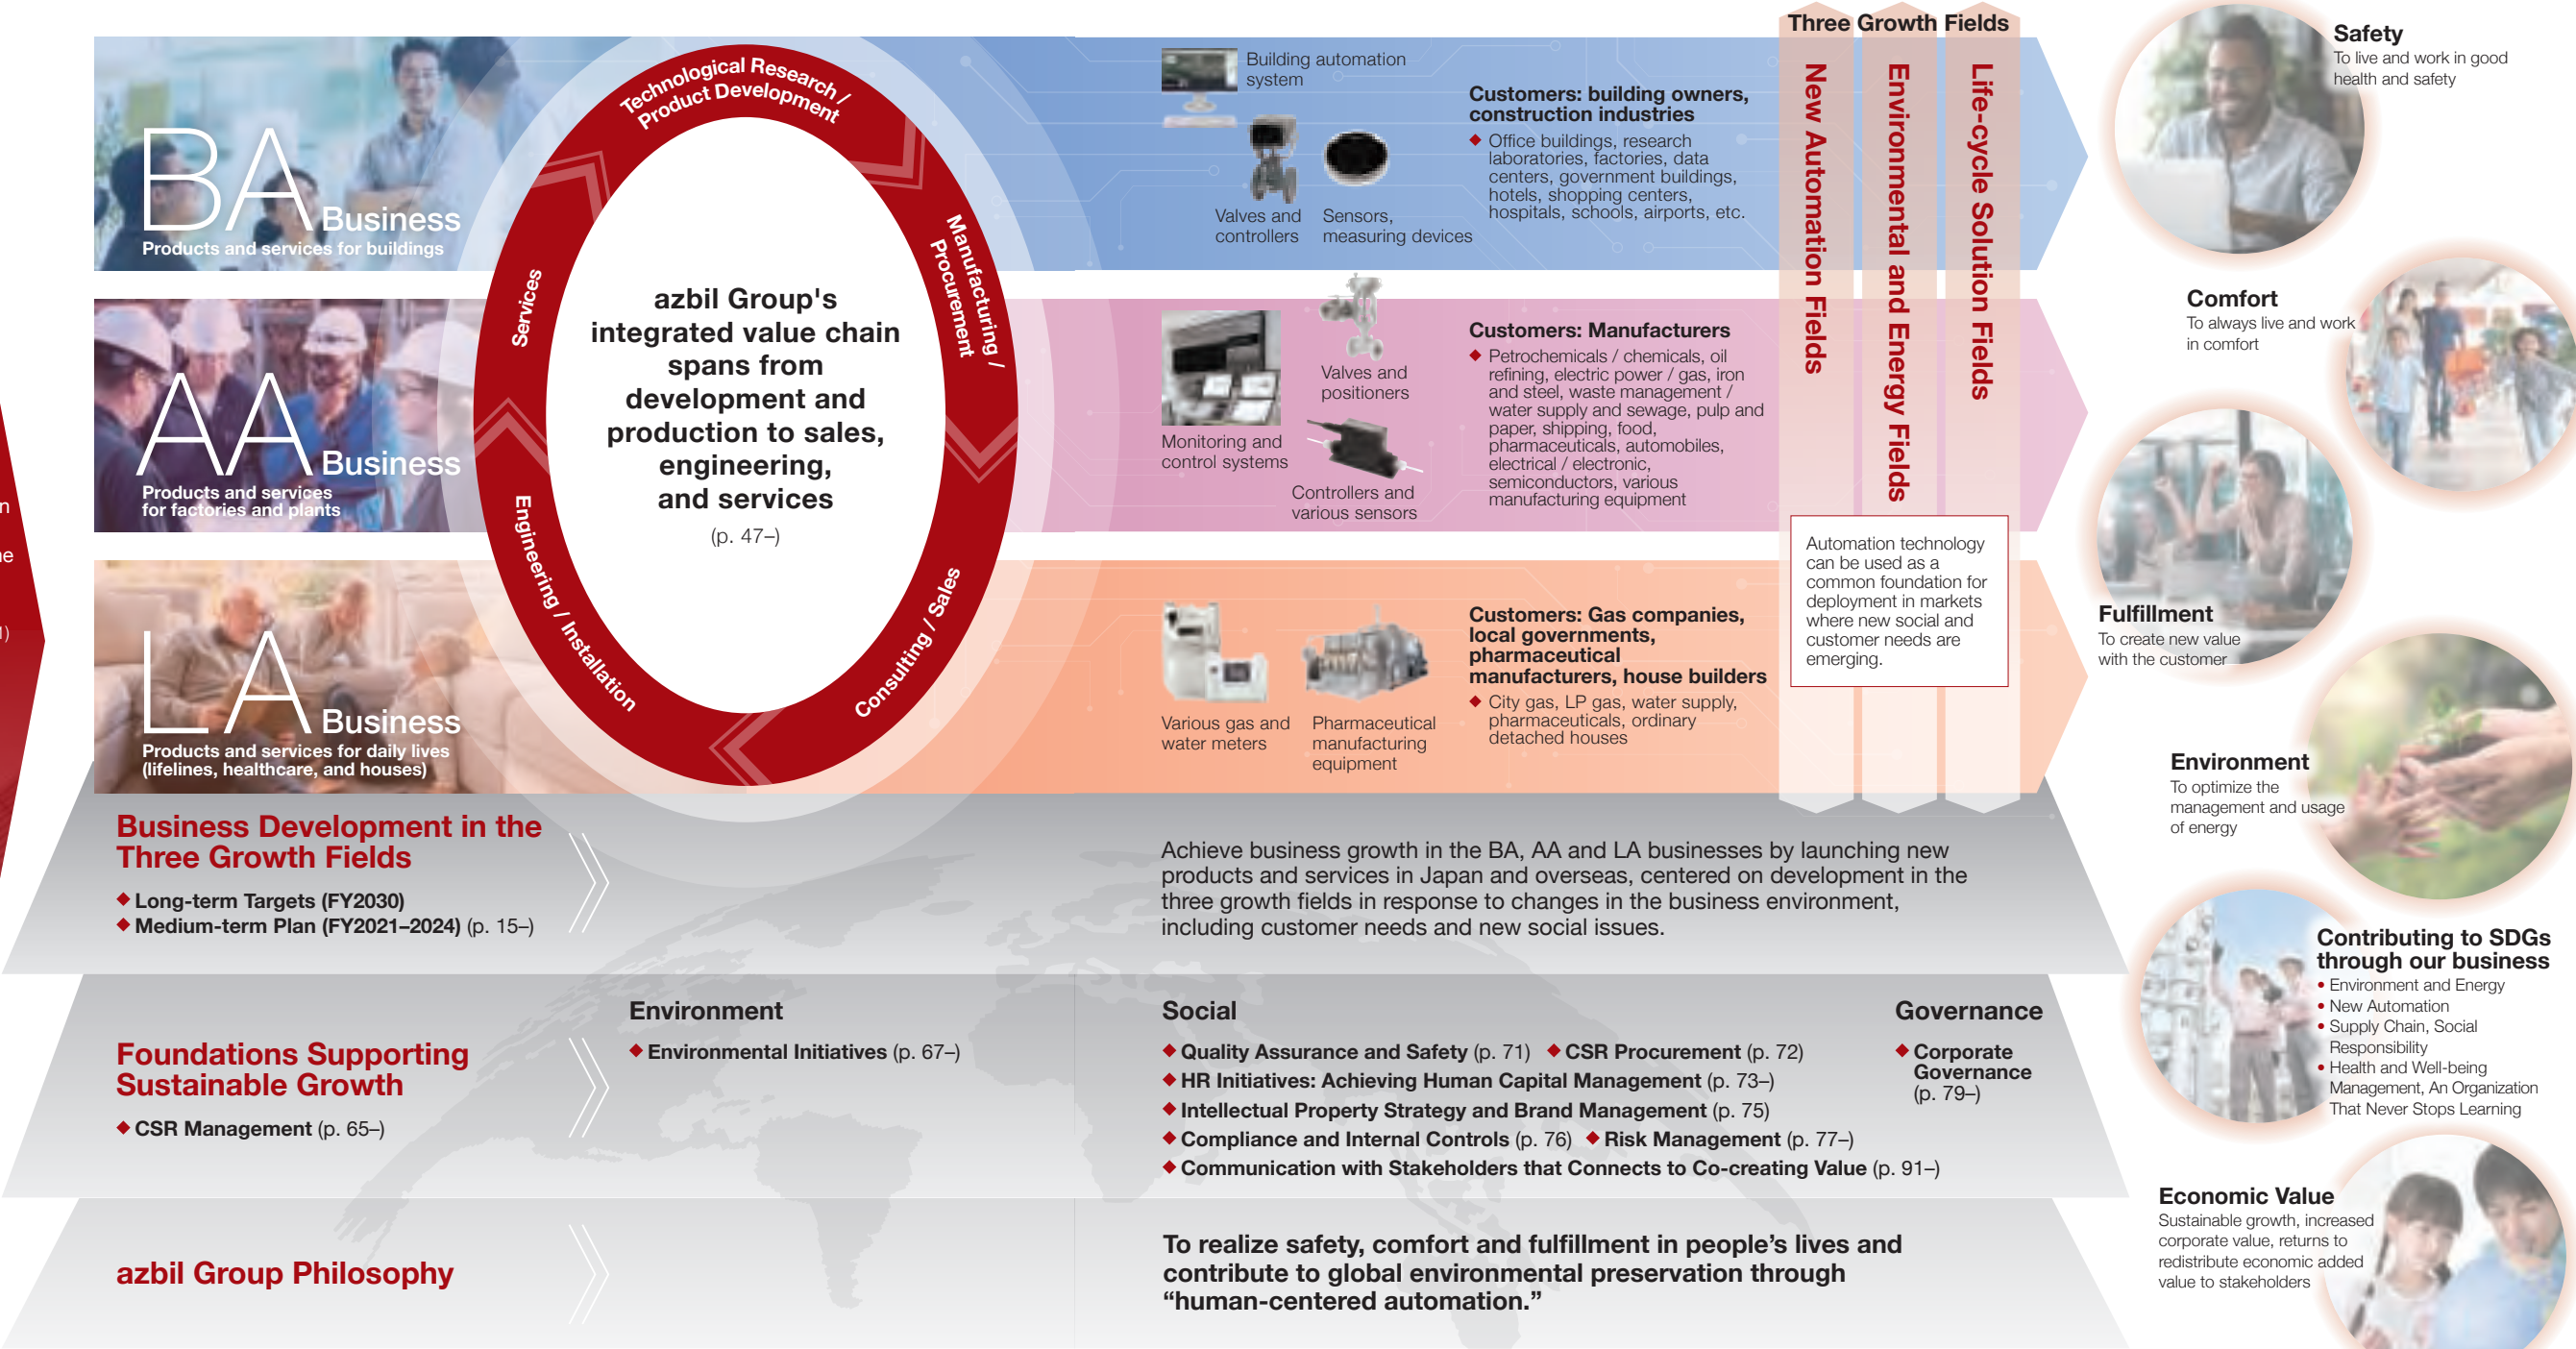 BA Business
Products and services for buildings
AA Business
Products and services
for factories and plants
LA Business
Products and services for daily lives
(lifelines, healthcare, and houses)
Technological Research /
Product Development
Manufacturing /
Procurement
Consulting / Sales
Engineering / Installation
Services
azbil Group's
integrated value chain
spans from
development and
production to sales,
engineering,
and services
(p. 47–)
Building automation
system
Valves and
controllers
Sensors,
measuring devices
Customers: building owners,
construction industries
◆ Office buildings, research
laboratories, factories, data
centers, government buildings,
hotels, shopping centers,
hospitals, schools, airports, etc.
Monitoring and
control systems
Valves and
positioners
Controllers and
various sensors
Customers: Manufacturers
◆ Petrochemicals / chemicals, oil
refining, electric power / gas, iron
and steel, waste management /
water supply and sewage, pulp and
paper, shipping, food,
pharmaceuticals, automobiles,
electrical / electronic,
semiconductors, various
manufacturing equipment
Various gas and
water meters
Pharmaceutical
manufacturing
equipment
Customers: Gas companies,
local governments,
pharmaceutical
manufacturers, house builders
◆ City gas, LP gas, water supply,
pharmaceuticals, ordinary
detached houses
Three Growth Fields
New Automation Fields
Environmental and Energy Fields
Life-cycle Solution Fields
Automation technology
can be used as a
common foundation for
deployment in markets
where new social and
customer needs are
emerging.
Safety
To live and work in good
health and safety
Comfort
To always live and work
in comfort
Fulfillment
To create new value
with the customer
Environment
To optimize the
management and usage
of energy
Contributing to SDGs
through our business
• Environment and Energy
• New Automation
• Supply Chain, Social
Responsibility
• Health and Well-being
Management, An Organization
That Never Stops Learning
Economic Value
Sustainable growth, increased
corporate value, returns to
redistribute economic added
value to stakeholders
Business Development in the
Three Growth Fields
◆ Long-term Targets (FY2030)
◆ Medium-term Plan (FY2021–2024) (p. 15–)
Achieve business growth in the BA, AA and LA businesses by launching new
products and services in Japan and overseas, centered on development in the
three growth fields in response to changes in the business environment,
including customer needs and new social issues.
Foundations Supporting
Sustainable Growth
◆ CSR Management (p. 65–)
Environment
◆ Environmental Initiatives (p. 67–)
Social
◆ Quality Assurance and Safety (p. 71) ◆ CSR Procurement (p. 72)
◆ HR Initiatives: Achieving Human Capital Management (p. 73–)
◆ Intellectual Property Strategy and Brand Management (p. 75)
◆ Compliance and Internal Controls (p. 76) ◆ Risk Management (p. 77–)
◆ Communication with Stakeholders that Connects to Co-creating Value (p. 91–)
Governance
◆ Corporate
Governance
(p. 79–)
azbil Group Philosophy
To realize safety, comfort and fulfillment in people’s lives and
contribute to global environmental preservation through
“human-centered automation.”